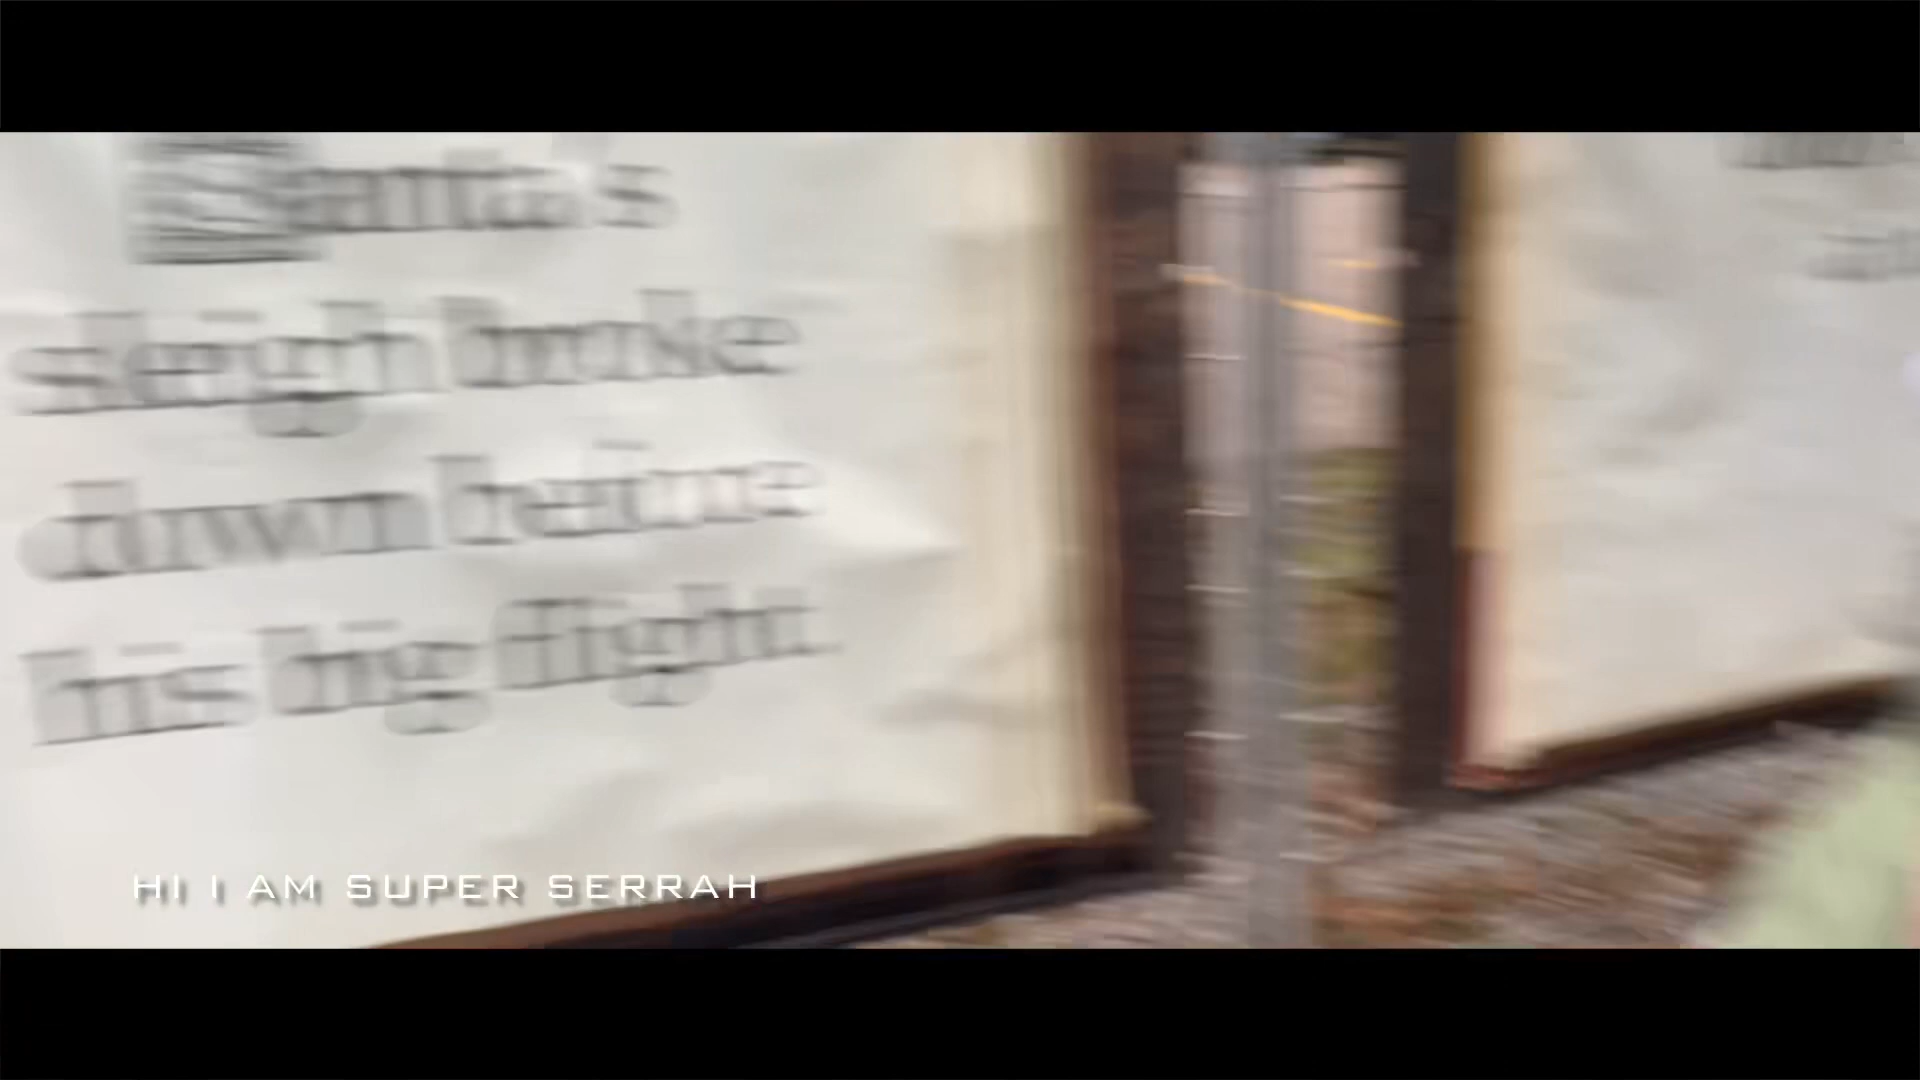 Santa's
sleigh broke
down before
his big flight.
HI I AM SUPER SERRAH